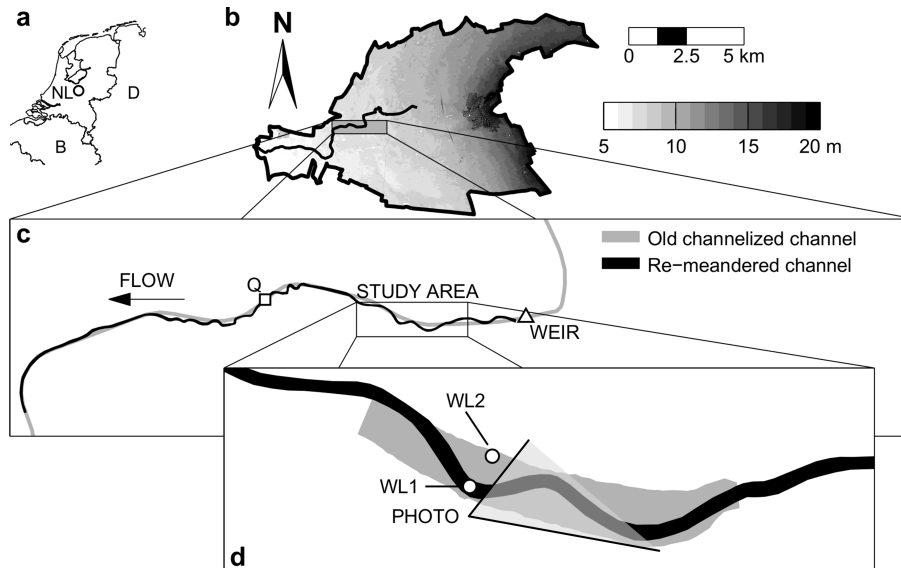 a
NL
D
B
b
N
0 2.5 5 km
5 10 15 20 m
c
Old channelized channel
Re-meandered channel
FLOW
Q
STUDY AREA
WEIR
WL2
WL1
PHOTO
d